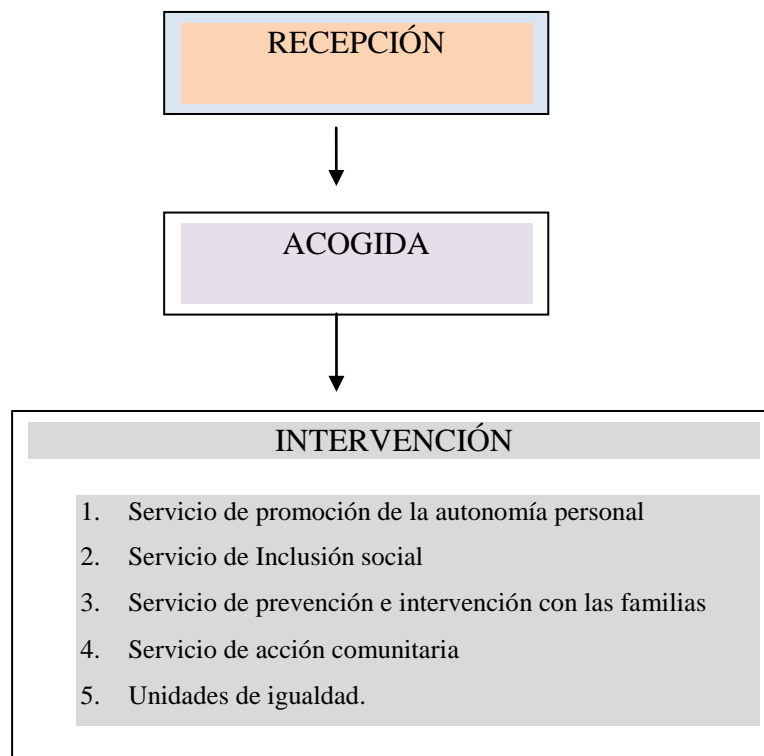 RECEPCIÓN
ACOGIDA
INTERVENCIÓN
1. Servicio de promoción de la autonomía personal
2. Servicio de Inclusión social
3. Servicio de prevención e intervención con las familias
4. Servicio de acción comunitaria
5. Unidades de igualdad.